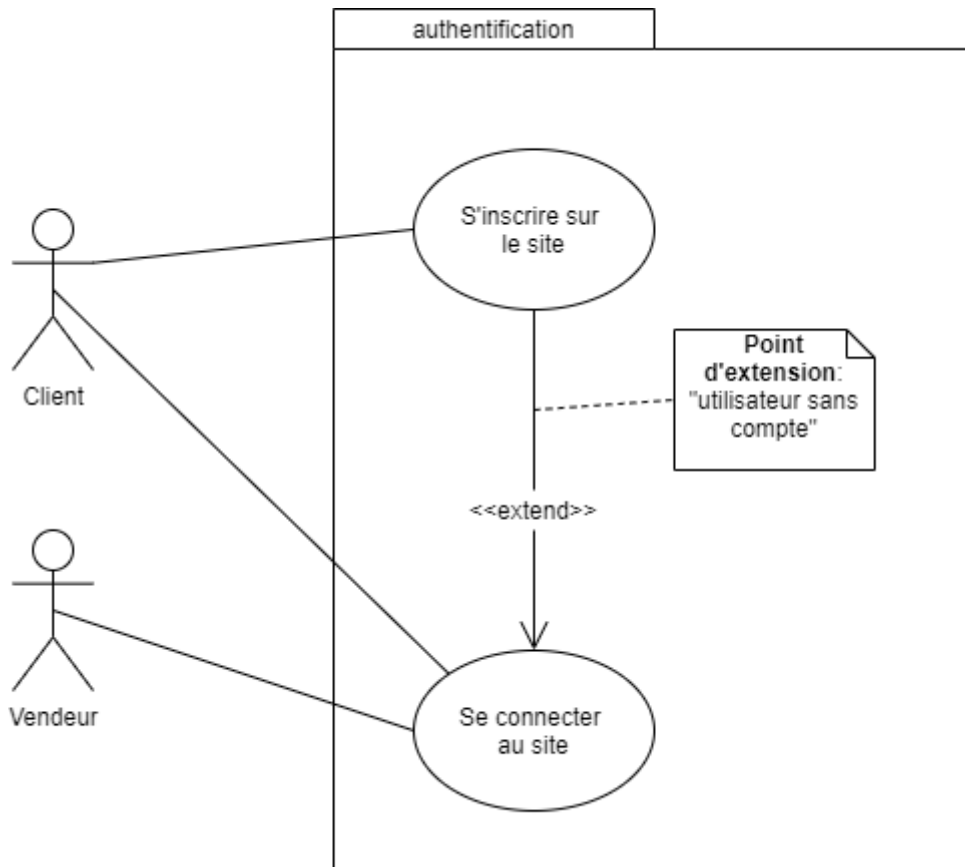 authentification
S'inscrire sur
le site
Client
Point
d'extension:
"utilisateur sans
compte"
<<extend>>
Vendeur
Se connecter
au site